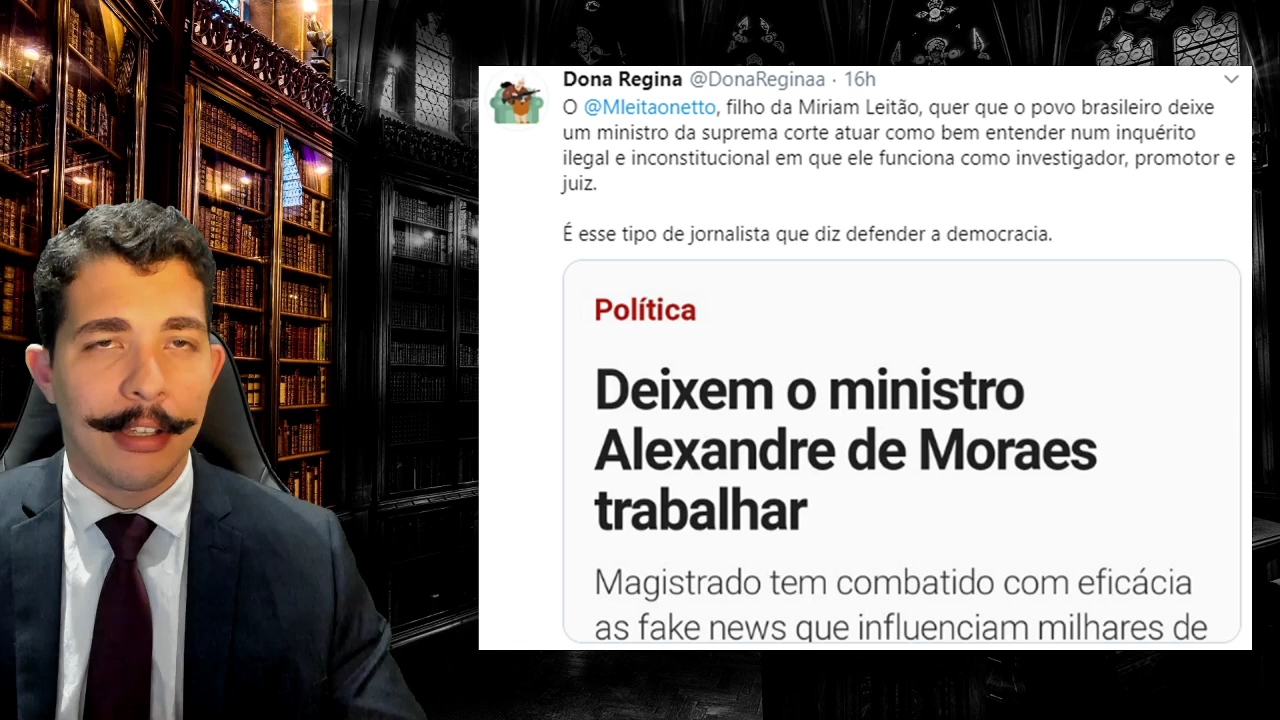 Dona Regina @DonaReginaa · 16h
O @Mleitaonetto, filho da Miriam Leitão, quer que o povo brasileiro deixe
um ministro da suprema corte atuar como bem entender num inquérito
ilegal e inconstitucional em que ele funciona como investigador, promotor e
juiz.
É esse tipo de jornalista que diz defender a democracia.
Política
Deixem o ministro
Alexandre de Moraes
trabalhar
Magistrado tem combatido com eficácia
as fake news que influenciam milhares de